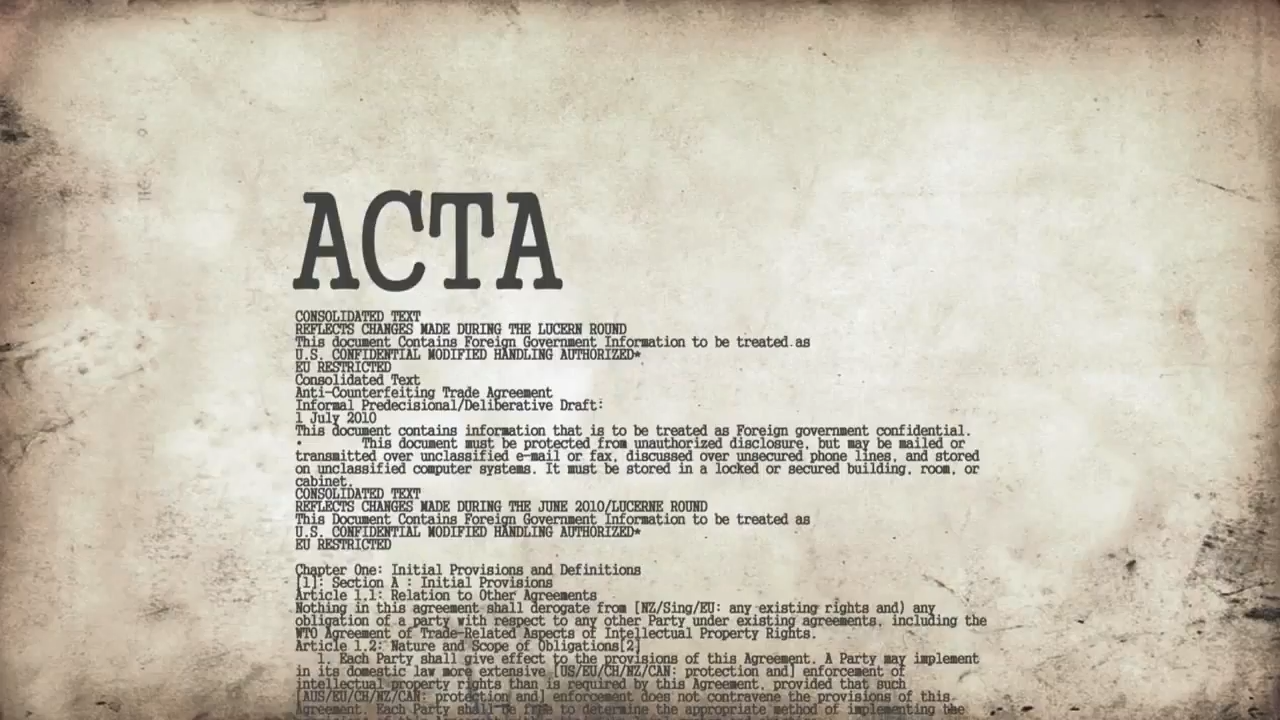 ACTA
CONSOLIDATED TEXT
REFLECTS CHANGES MADE DURING THE LUCERN ROUND
This document Contains Foreign Government Information to be treated as
U.S. CONFIDENTIAL MODIFIED HANDLING AUTHORIZED*
EU RESTRICTED
Consolidated Text
Anti-Counterfeiting Trade Agreement
Informal Predecisional/Deliberative Draft:
1 July 2010
This document contains information that is to be treated as Foreign government confidential.
• This document must be protected from unauthorized disclosure, but may be mailed or
transmitted over unclassified e-mail or fax, discussed over unsecured phone lines, and stored
on unclassified computer systems. It must be stored in a locked or secured building, room, or
cabinet.
CONSOLIDATED TEXT
REFLECTS CHANGES MADE DURING THE JUNE 2010/LUCERNE ROUND
This Document Contains Foreign Government Information to be treated as
U.S. CONFIDENTIAL MODIFIED HANDLING AUTHORIZED*
EU RESTRICTED
Chapter One: Initial Provisions and Definitions
[1]: Section A : Initial Provisions
Article 1.1: Relation to Other Agreements
Nothing in this agreement shall derogate from [NZ/Sing/EU: any existing rights and) any
obligation of a party with respect to any other Party under existing agreements, including the
WTO Agreement of Trade-Related Aspects of Intellectual Property Rights.
Article 1.2: Nature and Scope of Obligations[2]
1. Each Party shall give effect to the provisions of this Agreement. A Party may implement
in its domestic law more extensive [US/EU/CH/NZ/CAN: protection and] enforcement of
intellectual property rights than is required by this Agreement, provided that such
[AUS/EU/CH/NZ/CAN: protection and] enforcement does not contravene the provisions of this
Agreement. Each Party shall be free to determine the appropriate method of implementing the